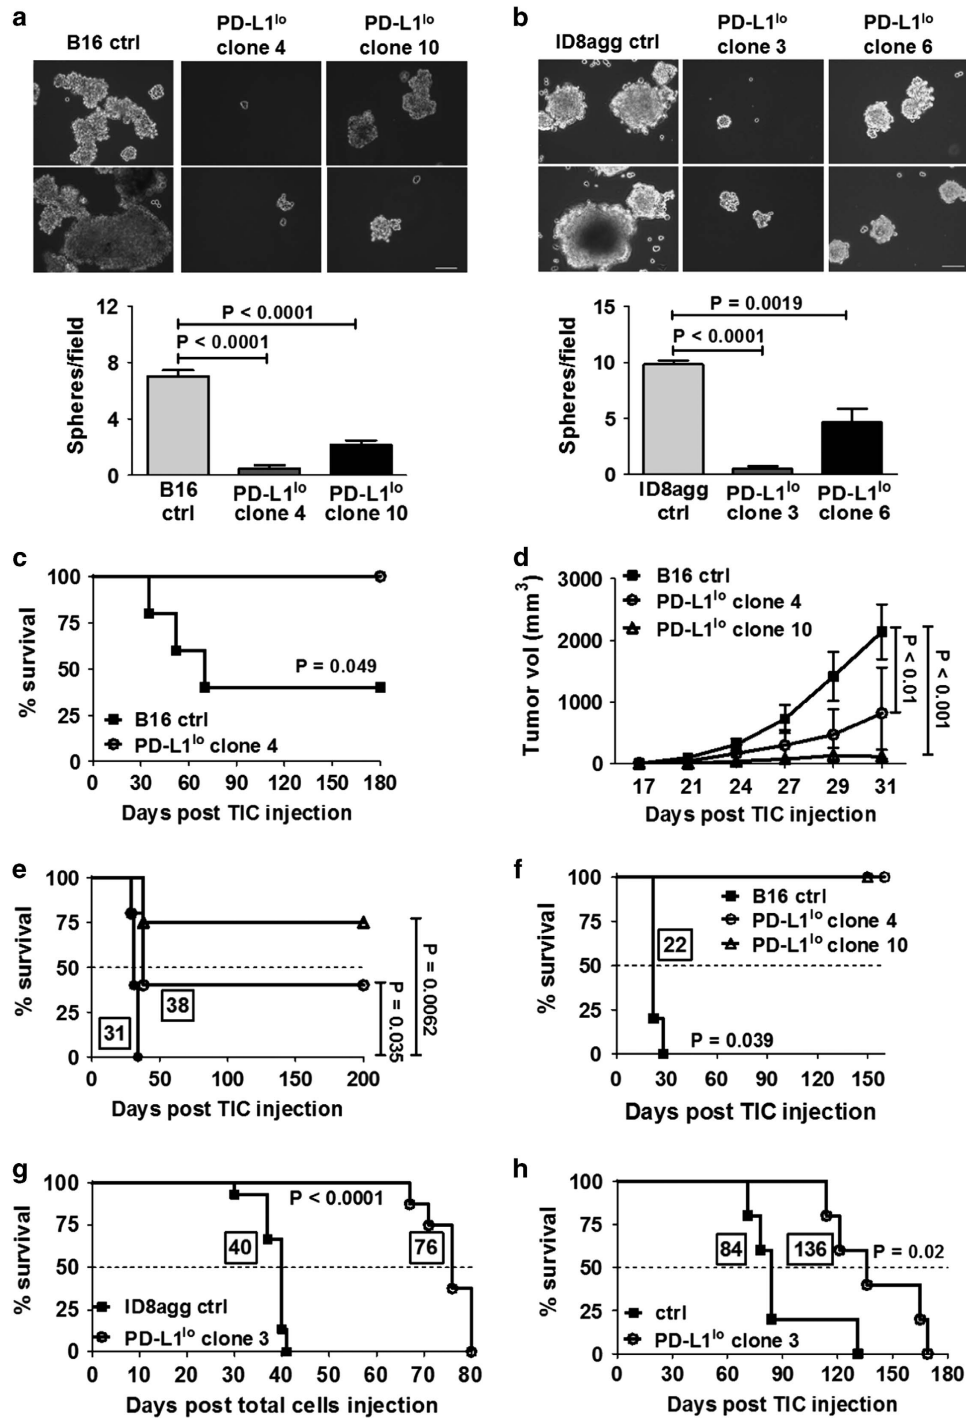 a
B16 ctrl
PD-L1lo clone 4
PD-L1lo clone 10
12
8
4
0
Spheres/field
P < 0.0001
P < 0.0001
B16 ctrl
PD-L1lo clone 4
PD-L1lo clone 10
b
ID8agg ctrl
PD-L1lo clone 3
PD-L1lo clone 6
15
10
5
0
Spheres/field
P = 0.0019
P < 0.0001
ID8agg ctrl
PD-L1lo clone 3
PD-L1lo clone 6
c
100
75
50
25
0
% survival
P = 0.049
B16 ctrl
PD-L1lo clone 4
0 30 60 90 120 150 180
Days post TIC injection
d
3000
2000
1000
0
Tumor vol (mm3)
B16 ctrl
PD-L1lo clone 4
PD-L1lo clone 10
P < 0.01
P < 0.001
17 21 24 27 29 31
Days post TIC injection
e
100
75
50
25
0
% survival
31
38
P = 0.035
P = 0.0062
0 50 100 150 200
Days post TIC injection
f
100
75
50
25
0
% survival
B16 ctrl
PD-L1lo clone 4
PD-L1lo clone 10
22
P = 0.039
0 30 60 90 120 150
Days post TIC injection
g
100
75
50
25
0
% survival
P < 0.0001
40
76
ID8agg ctrl
PD-L1lo clone 3
0 10 20 30 40 50 60 70 80
Days post total cells injection
h
100
75
50
25
0
% survival
84
136
P = 0.02
ctrl
PD-L1lo clone 3
0 30 60 90 120 150 180
Days post TIC injection